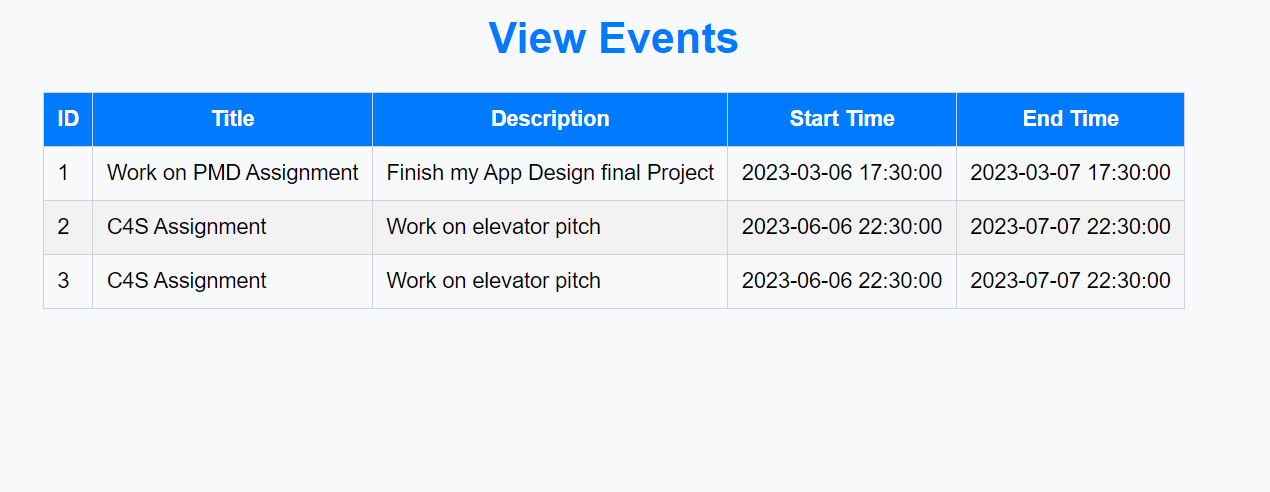 View Events
ID Title Description Start Time End Time
1 Work on PMD Assignment Finish my App Design final Project 2023-03-06 17:30:00 2023-03-07 17:30:00
2 C4S Assignment Work on elevator pitch 2023-06-06 22:30:00 2023-07-07 22:30:00
3 C4S Assignment Work on elevator pitch 2023-06-06 22:30:00 2023-07-07 22:30:00